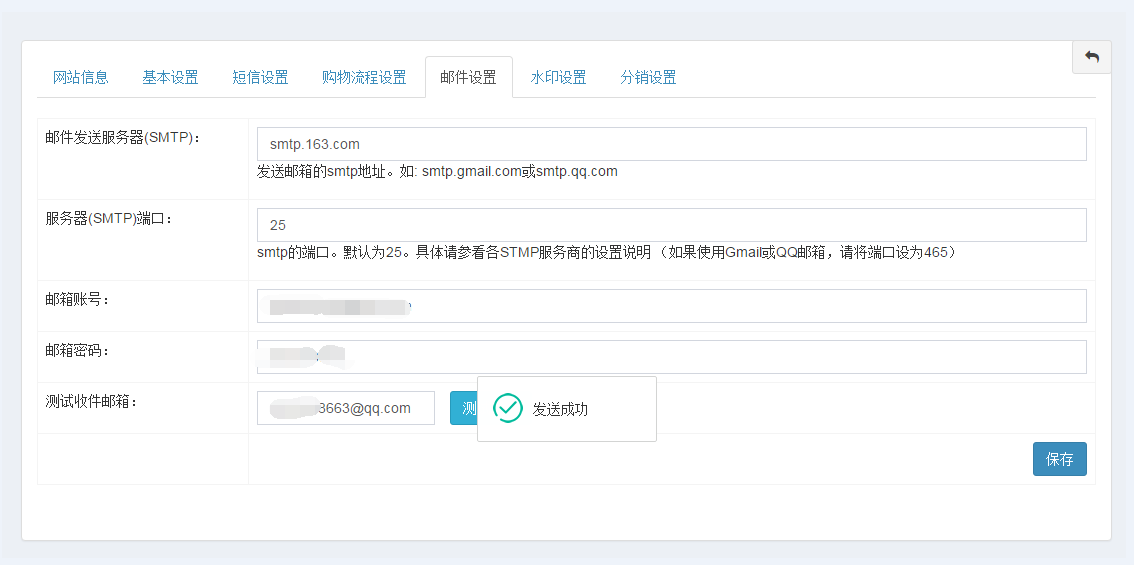 网站信息 基本设置 短信设置 购物流程设置 邮件设置 水印设置 分销设置
邮件发送服务器(SMTP)：
smtp.163.com
发送邮箱的smtp地址。如: smtp.gmail.com或smtp.qq.com
服务器(SMTP)端口：
25
smtp的端口。默认为25。具体请参看各STMP服务商的设置说明 （如果使用Gmail或QQ邮箱，请将端口设为465）
邮箱账号：
邮箱密码：
测试收件邮箱：
3663@qq.com
测
发送成功
保存